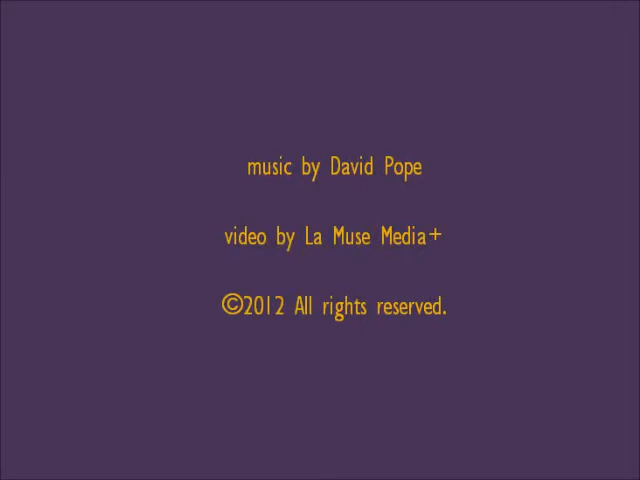 music by David Pope
video by La Muse Media+
©2012 All rights reserved.